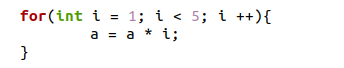 for(int i = 1; i < 5; i ++){
        a = a * i;
}